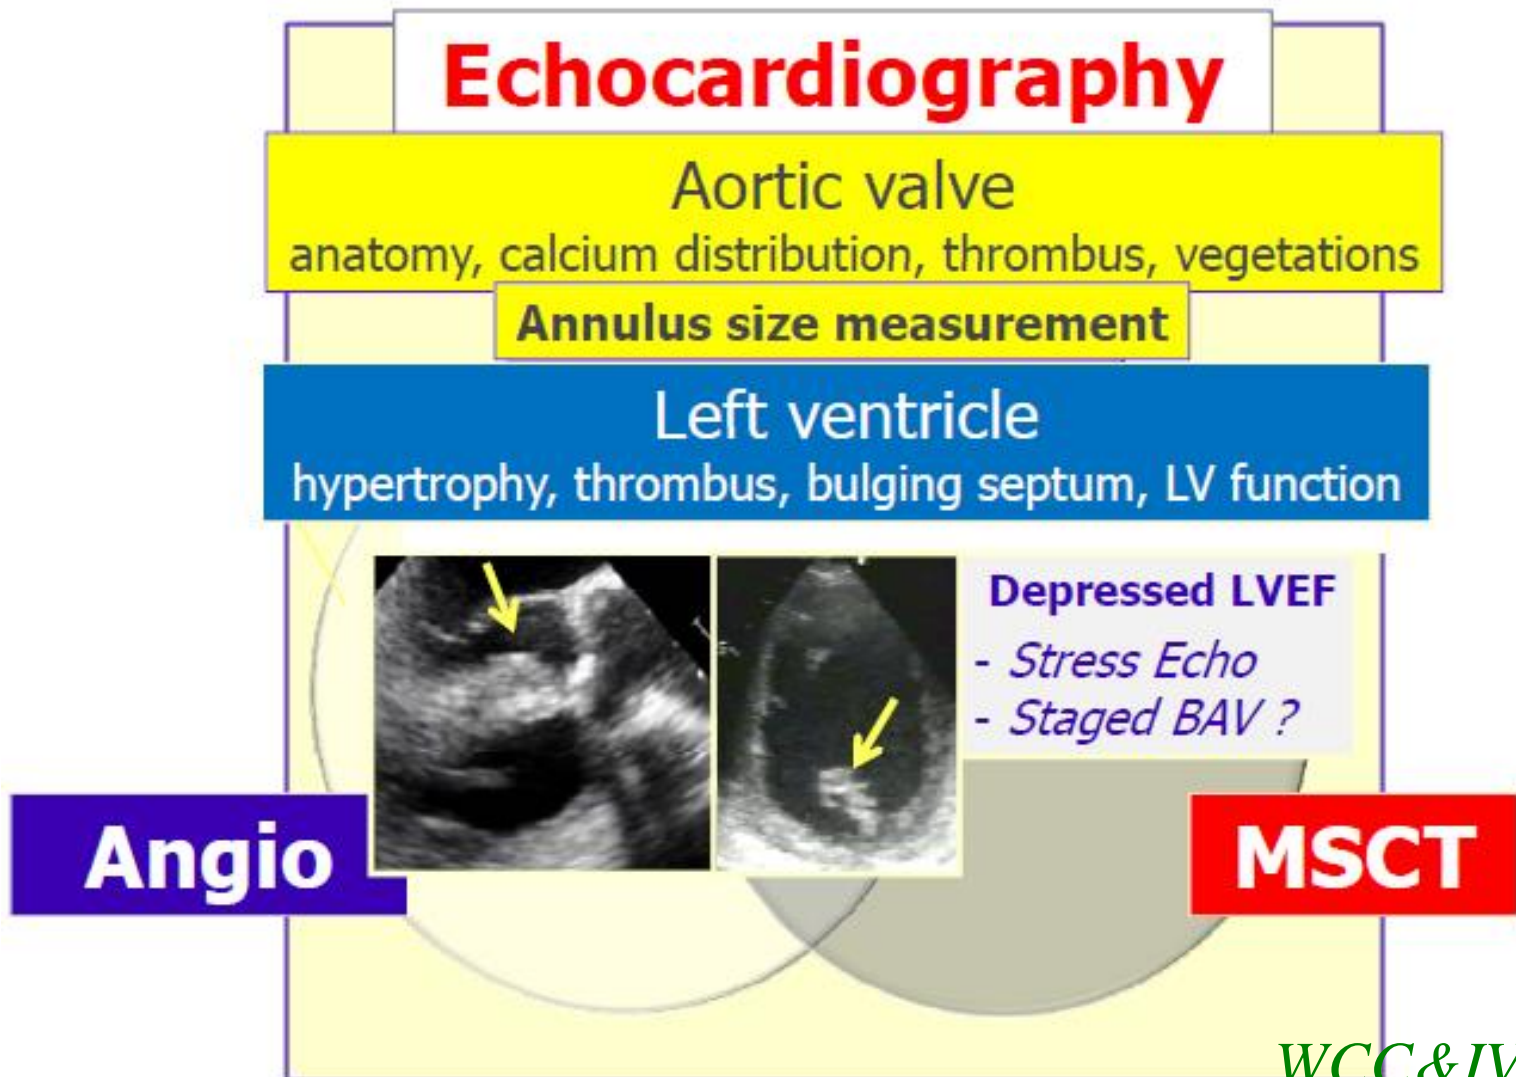 Echocardiography
Aortic valve
anatomy, calcium distribution, thrombus, vegetations
Annulus size measurement
Left ventricle
hypertrophy, thrombus, bulging septum, LV function
Depressed LVEF
- Stress Echo
- Staged BAV ?
Angio
MSCT